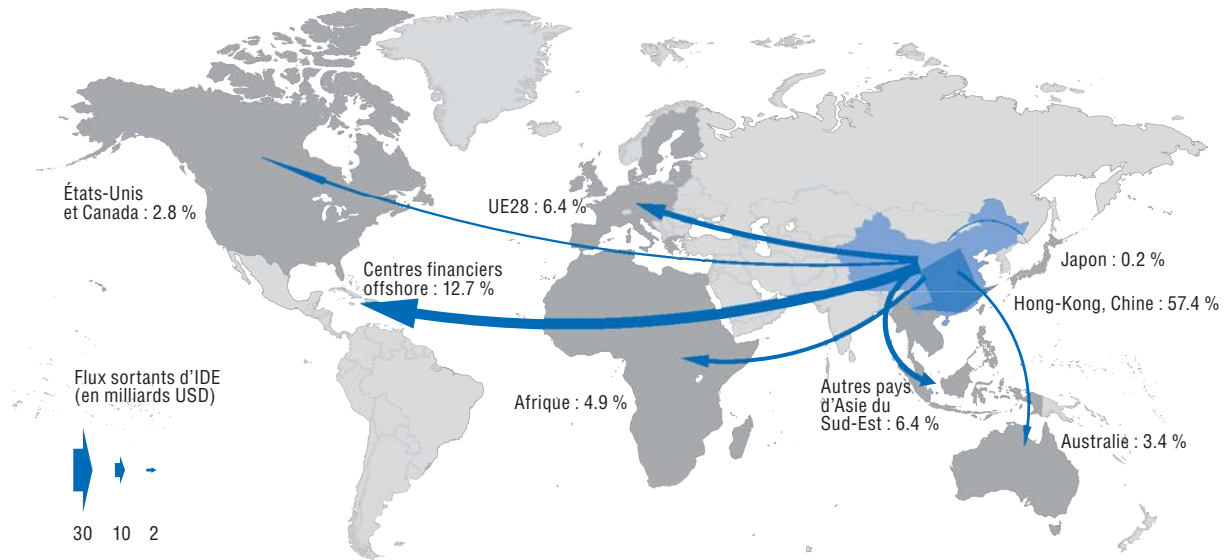 États-Unis
et Canada : 2.8 %
UE28 : 6.4 %
Centres financiers
offshore : 12.7 %
Japon : 0.2 %
Hong-Kong, Chine : 57.4 %
Flux sortants d’IDE
(en milliards USD)
Afrique : 4.9 %
Autres pays
d’Asie du
Sud-Est : 6.4 %
Australie : 3.4 %
30 10 2